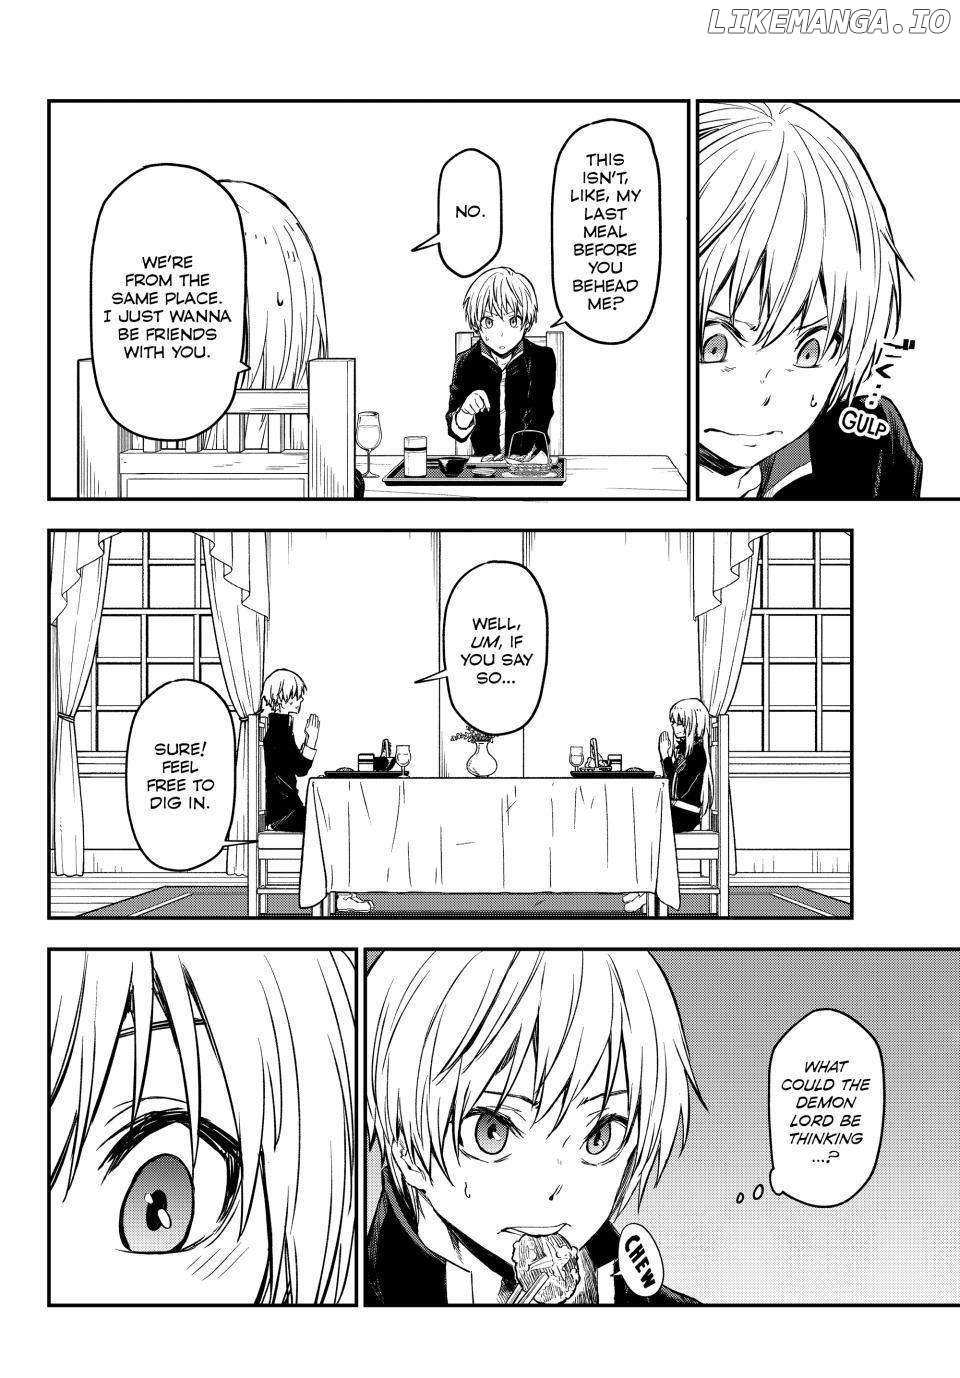 LIKEMANGA.IO
ゴ
く
GULP
THIS
ISN'T,
LIKE, MY
LAST
MEAL
BEFORE
YOU
BEHEAD
ME?
NO.
WE'RE
FROM THE
SAME PLACE.
I JUST WANNA
BE FRIENDS
WITH YOU.
WELL,
UM, IF
YOU SAY
SO...
SURE!
FEEL
FREE TO
DIG IN.
WHAT
COULD THE
DEMON
LORD BE
THINKING
...?
CHEW